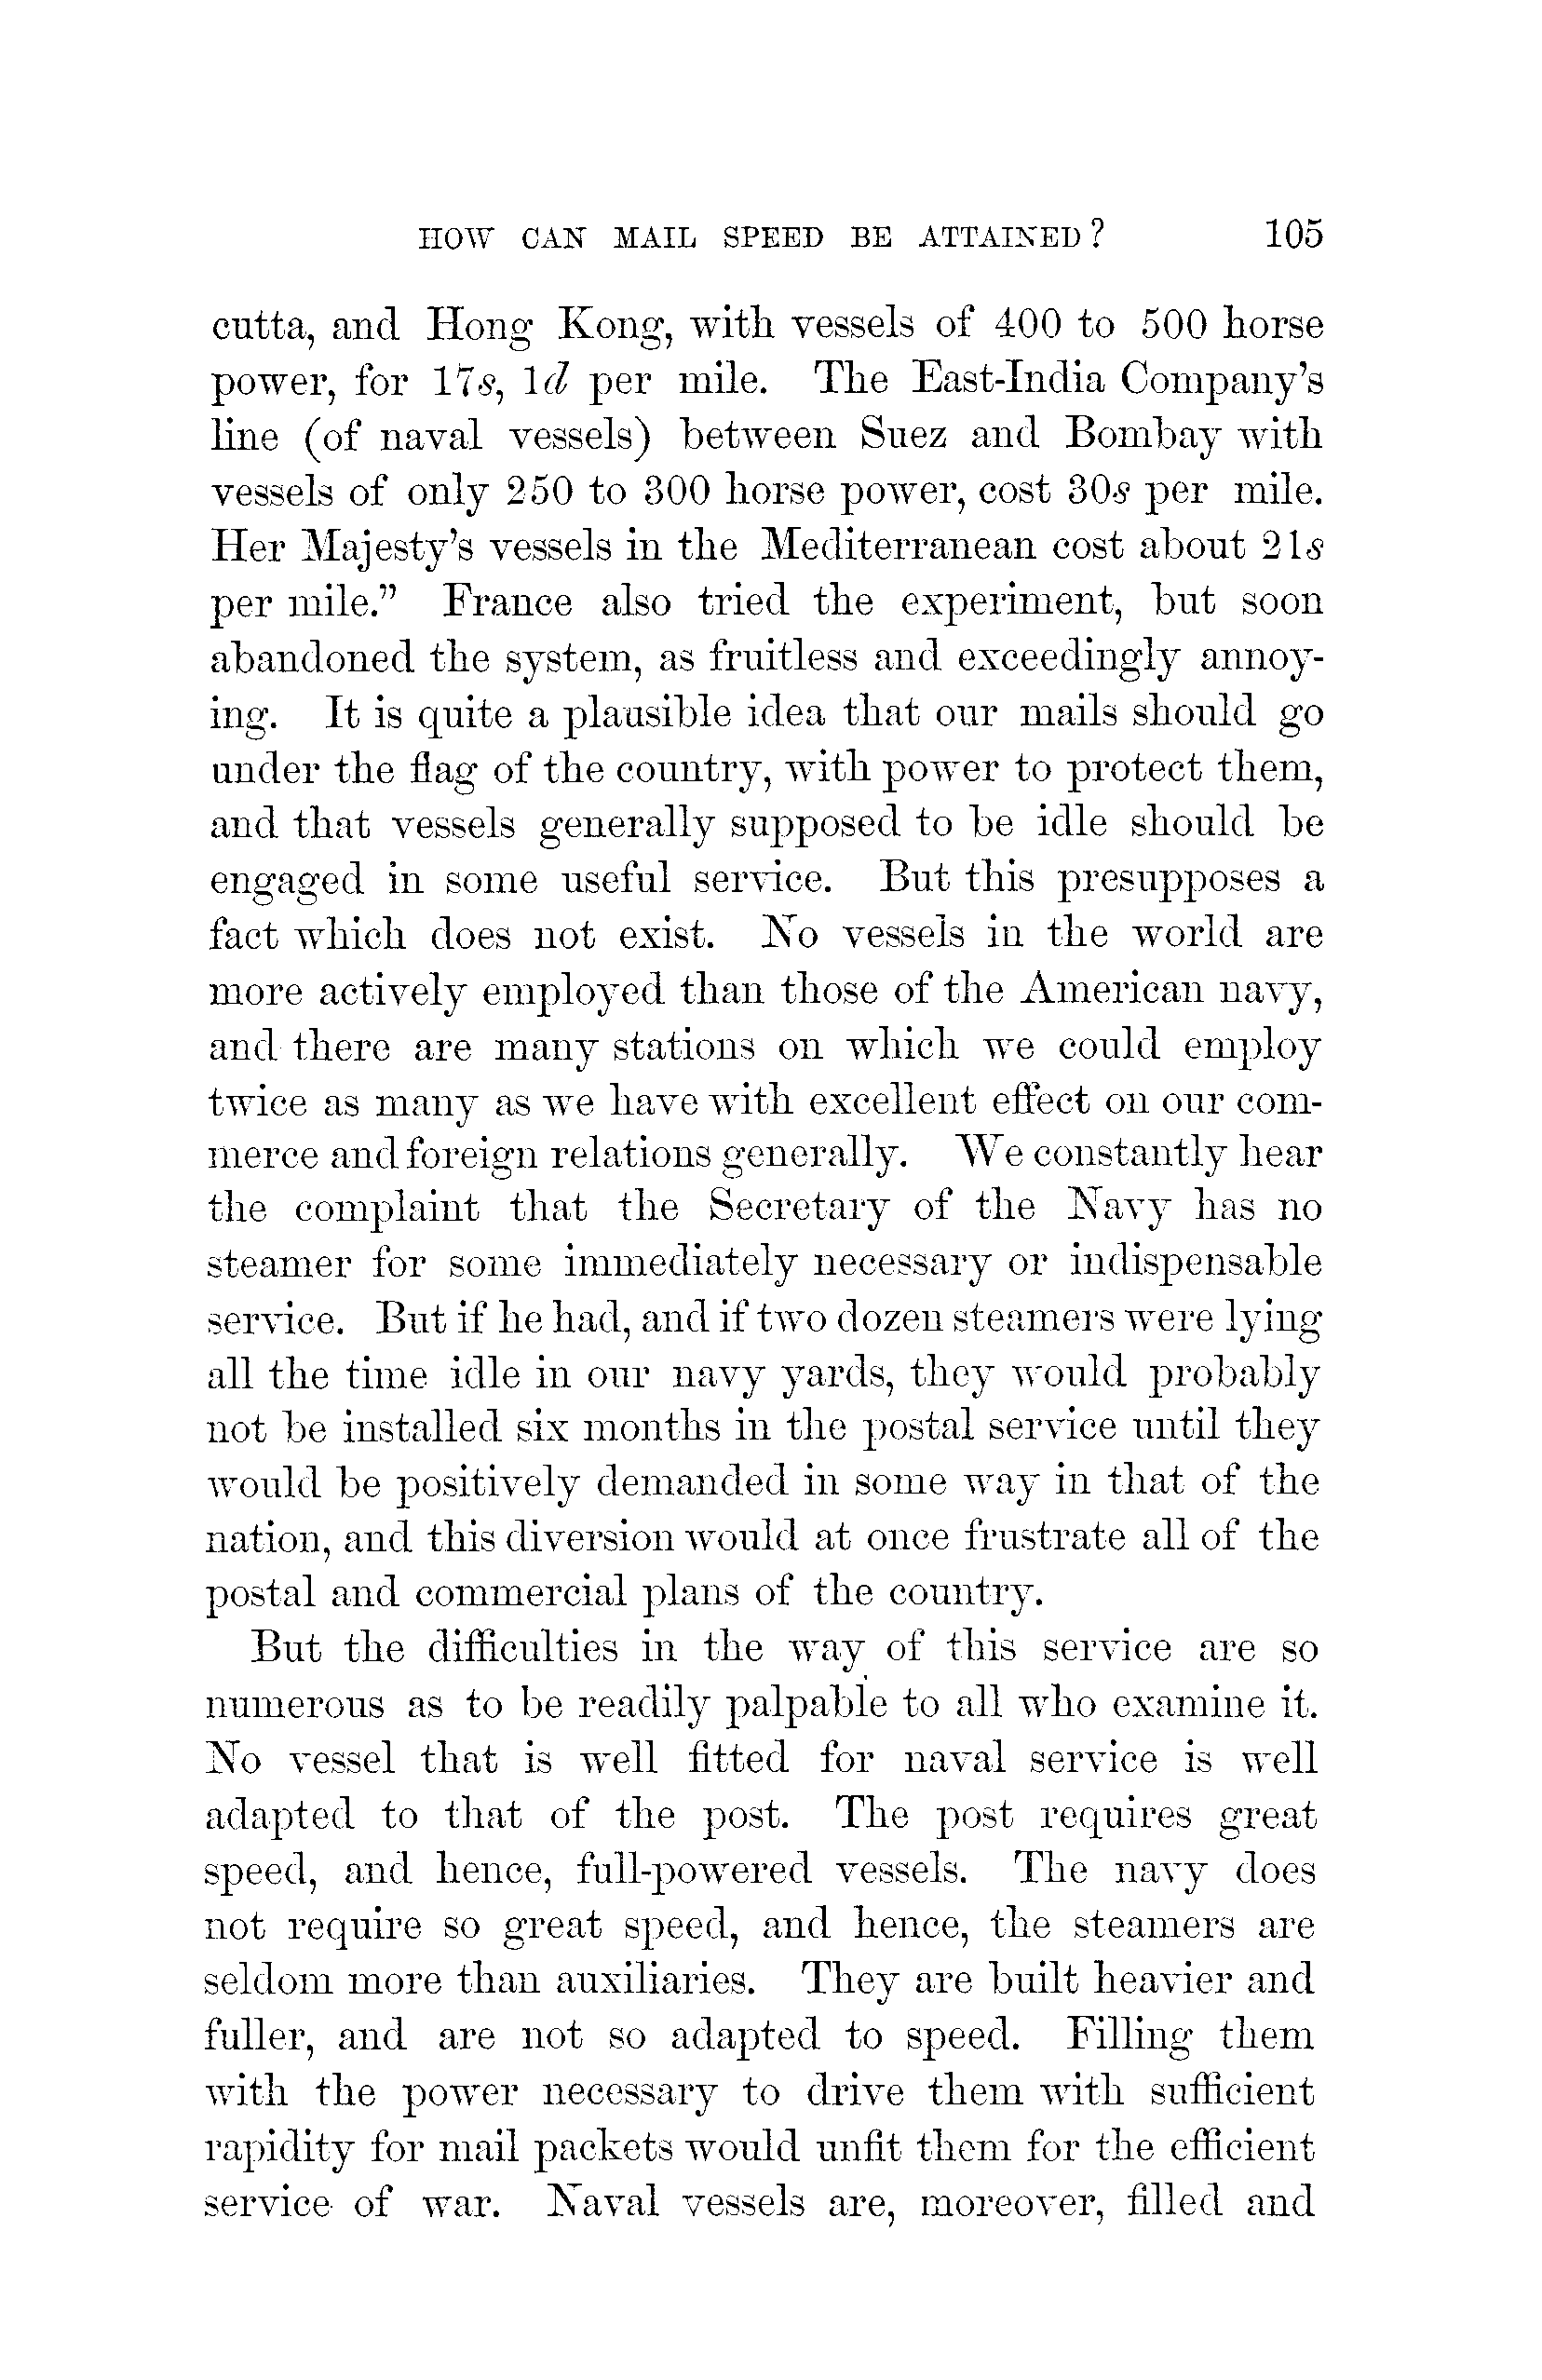 HOW CAN MAIL SPEED BE ATTAINED? 105
cutta, and Hong Kong, with vessels of 400 to 500 horse
power, for 17s, 1d per mile. The East-India Company's
line (of naval vessels) between Suez and Bombay with
vessels of only 250 to 300 horse power, cost 30s per mile.
Her Majesty's vessels in the Mediterranean cost about 21s
per mile.” France also tried the experiment, but soon
abandoned the system, as fruitless and exceedingly annoy-
ing. It is quite a plausible idea that our mails should go
under the flag of the country, with power to protect them,
and that vessels generally supposed to be idle should be
engaged in some useful service. But this presupposes a
fact which does not exist. No vessels in the world are
more actively employed than those of the American navy,
and there are many stations on which we could employ
twice as many as we have with excellent effect on our com-
merce and foreign relations generally. We constantly hear
the complaint that the Secretary of the Navy has no
steamer for some immediately necessary or indispensable
service. But if he had, and if two dozen steamers were lying
all the time idle in our navy yards, they would probably
not be installed six months in the postal service until they
would be positively demanded in some way in that of the
nation, and this diversion would at once frustrate all of the
postal and commercial plans of the country.
But the difficulties in the way of this service are so
numerous as to be readily palpable to all who examine it.
No vessel that is well fitted for naval service is well
adapted to that of the post. The post requires great
speed, and hence, full-powered vessels. The navy does
not require so great speed, and hence, the steamers are
seldom more than auxiliaries. They are built heavier and
fuller, and are not so adapted to speed. Filling them
with the power necessary to drive them with sufficient
rapidity for mail packets would unfit them for the efficient
service of war. Naval vessels are, moreover, filled and